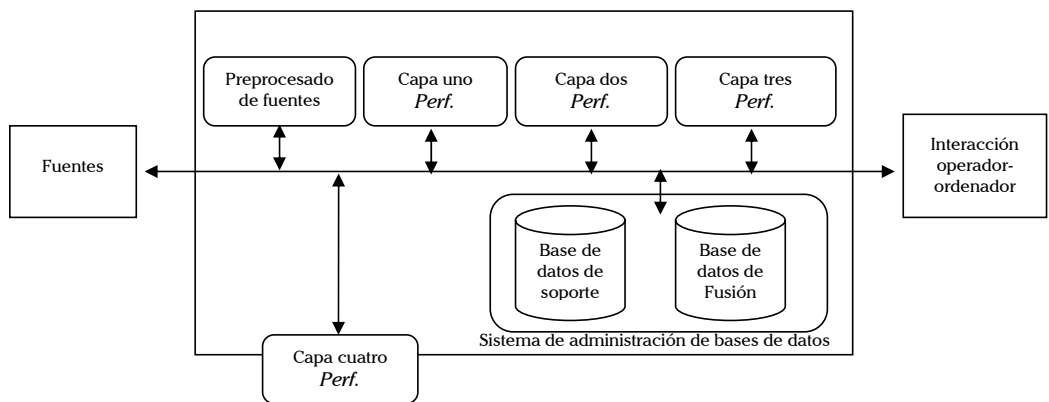 Preprocesado
de fuentes
Capa uno
Perf.
Capa dos
Perf.
Capa tres
Perf.
Fuentes
Interacción
operador-
ordenador
Base de
datos de
soporte
Base de
datos de
Fusión
Sistema de administración de bases de datos
Capa cuatro
Perf.